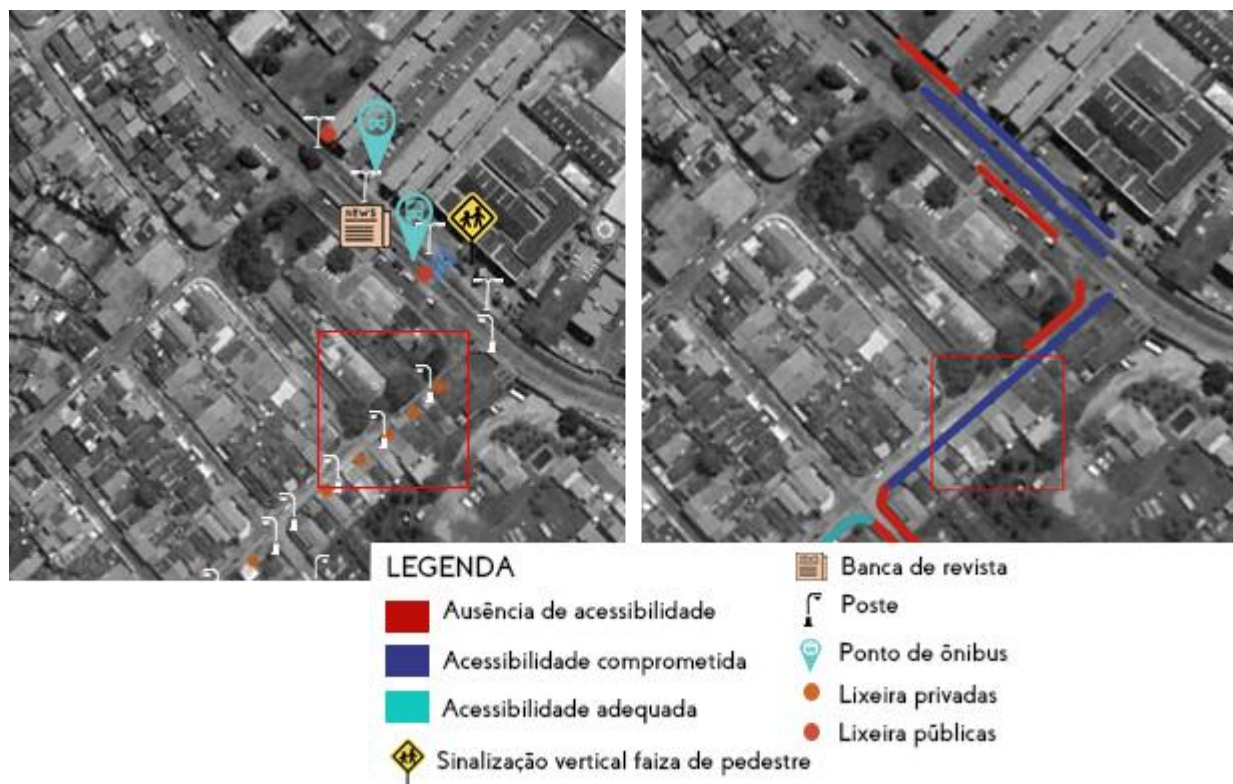 NEWS
LEGENDA
Ausência de acessibilidade
Acessibilidade comprometida
Acessibilidade adequada
Sinalização vertical faiza de pedestre
Banca de revista
Poste
Ponto de ônibus
Lixeira privadas
Lixeira públicas